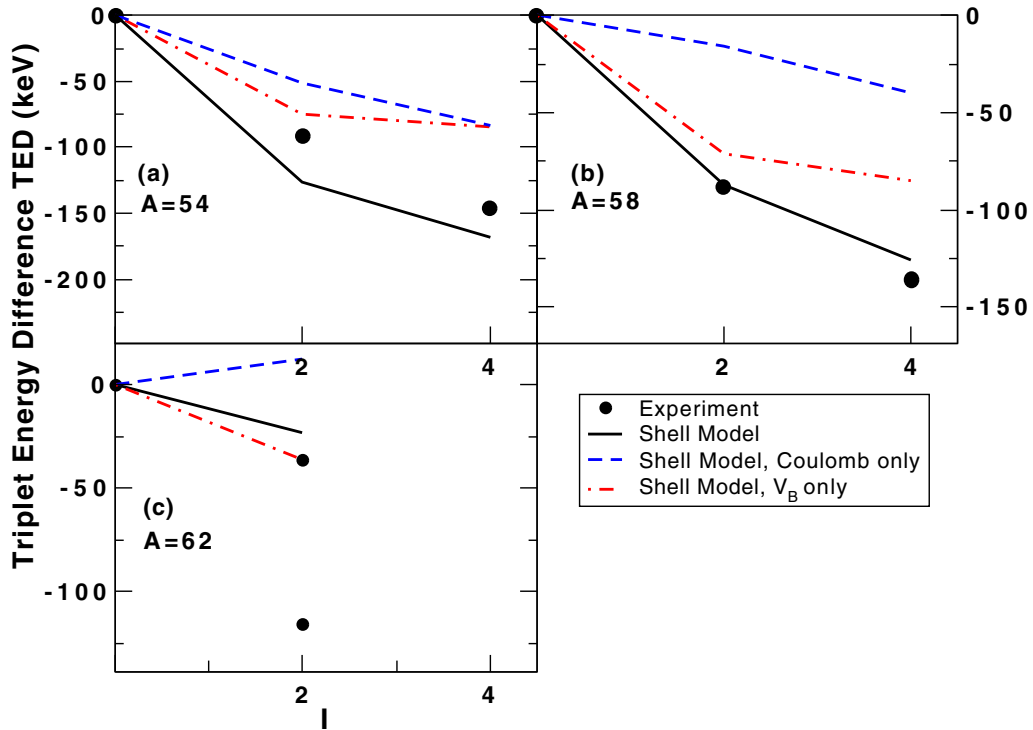 Triplet Energy Difference TED (keV)
0
-50
-100
-150
-200
(a)
A=54
2
4
0
-50
-100
-150
(b)
A=58
2
4
0
-50
-100
(c)
A=62
2
4
I
Experiment
Shell Model
Shell Model, Coulomb only
Shell Model, V_B only